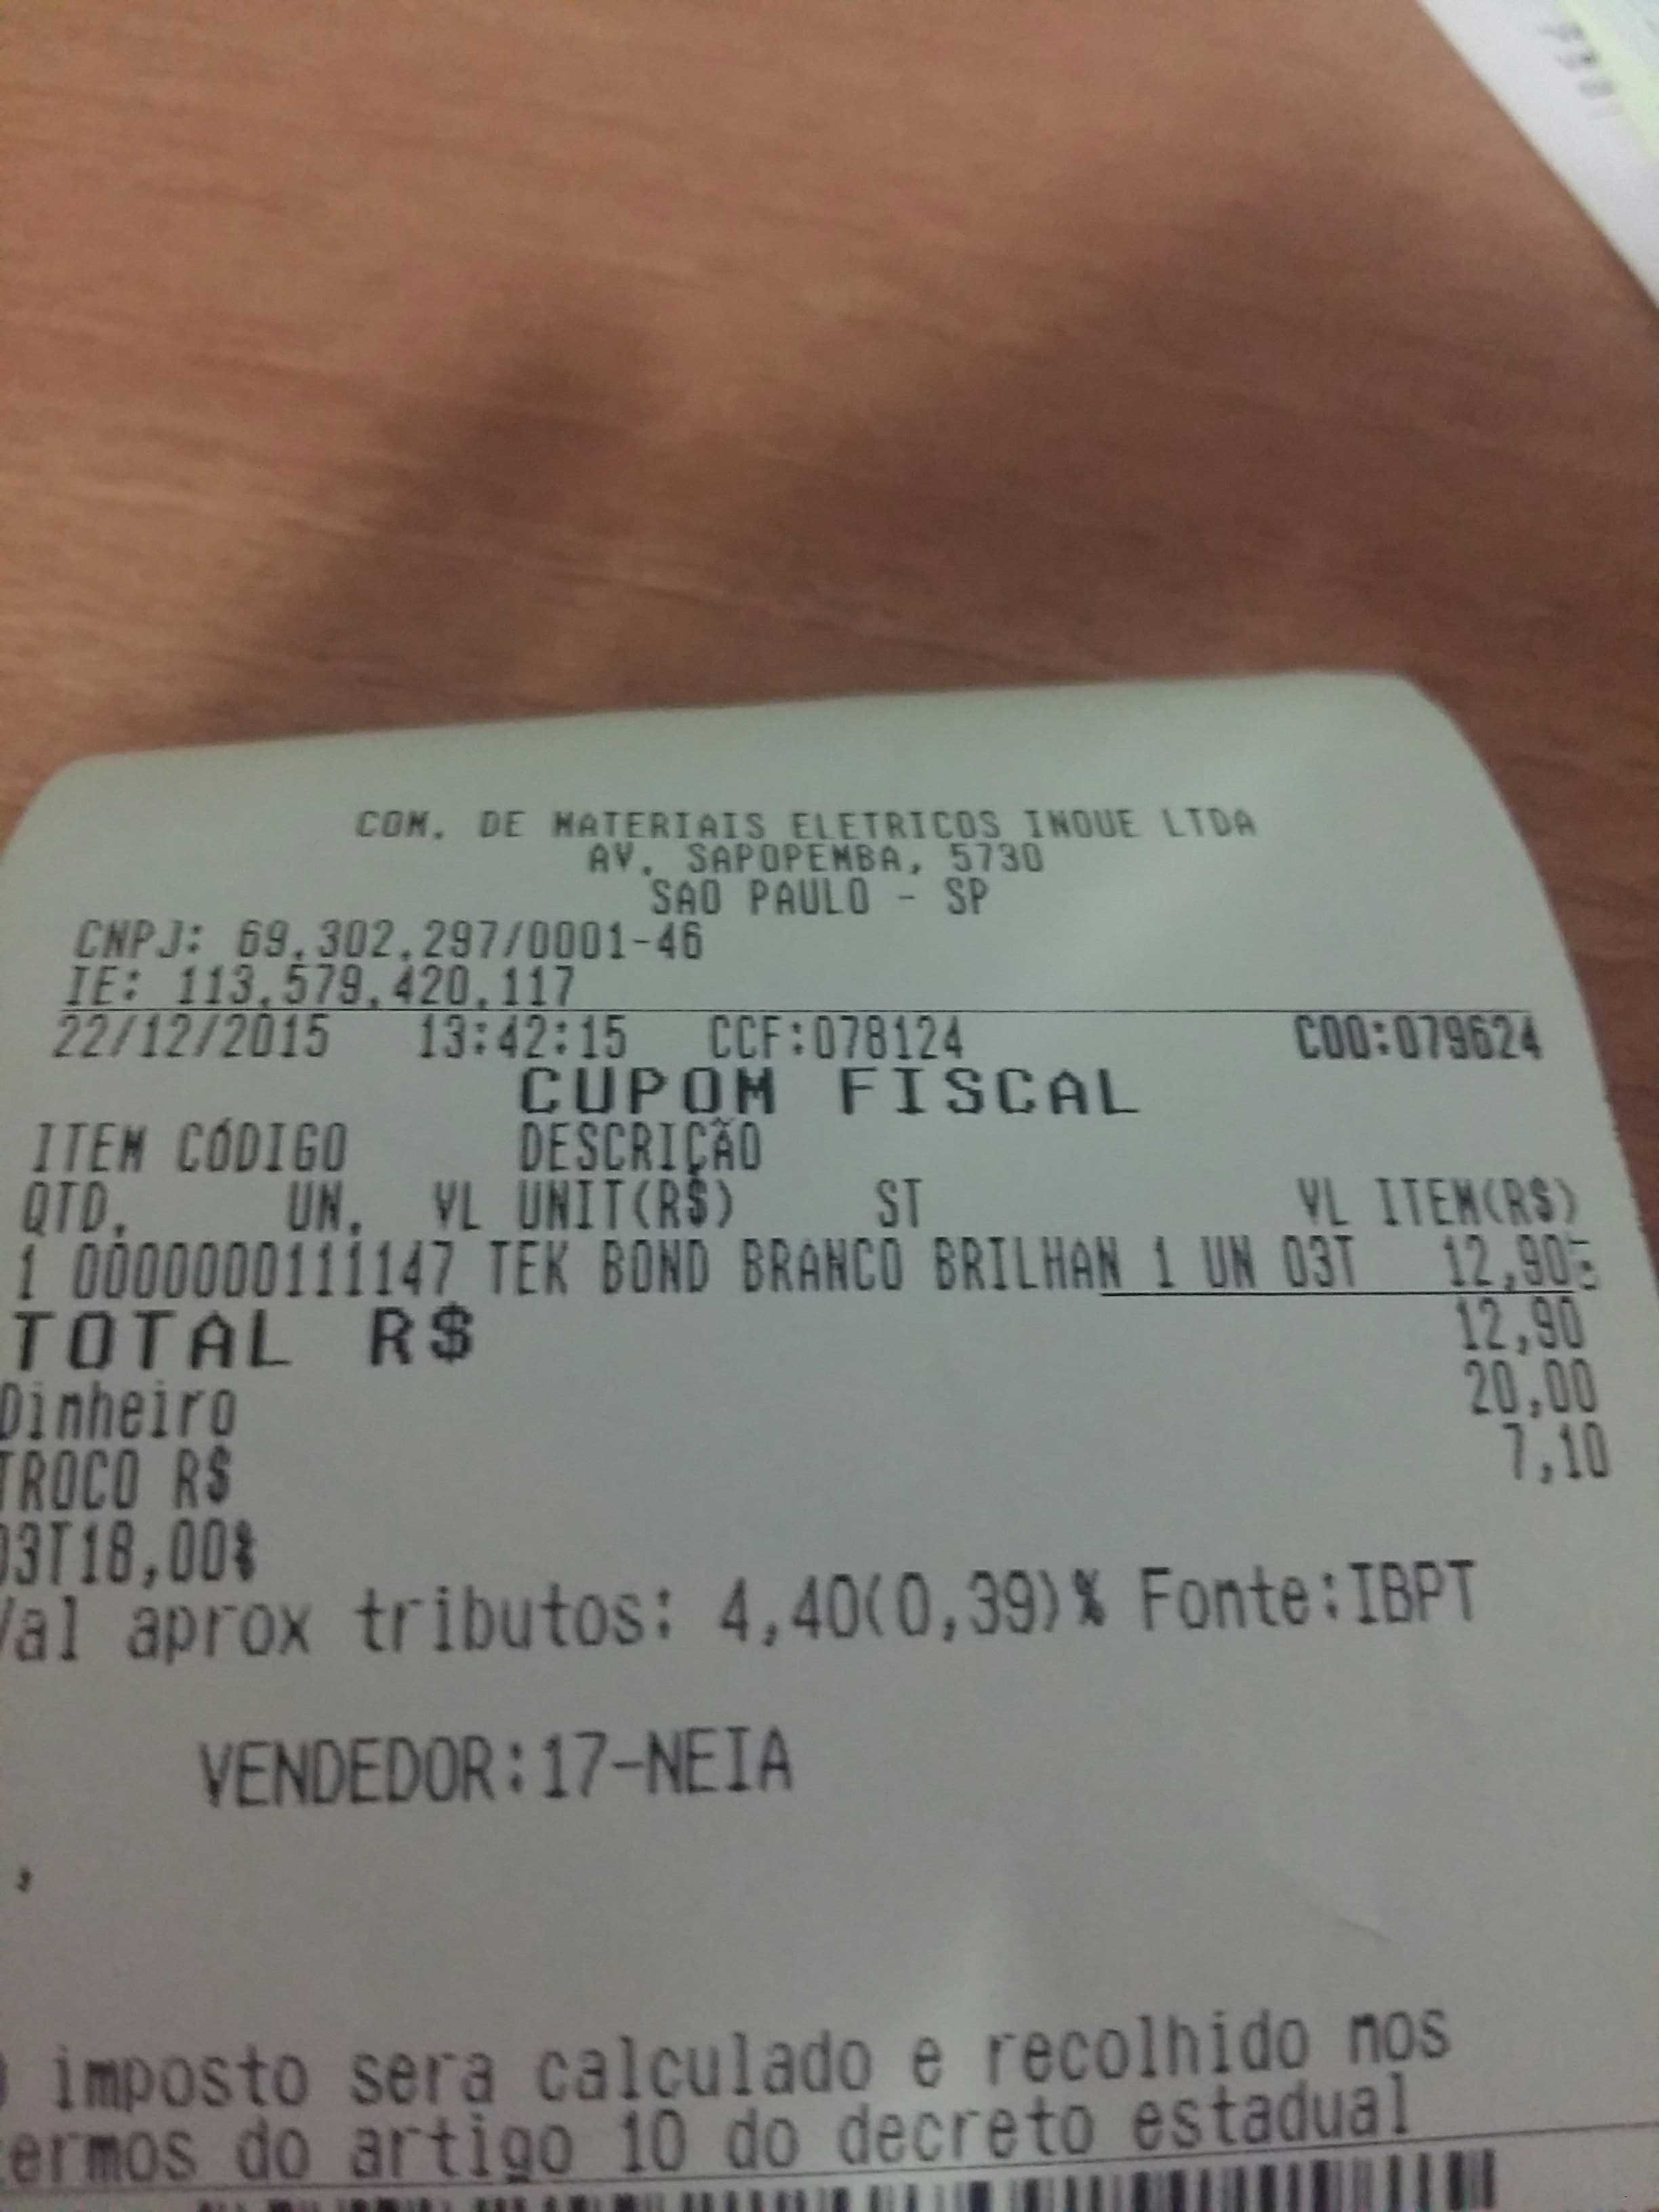 COM. DE MATERIAIS ELETRICOS INOUE LTDA
AV. SAPOPEMBA, 5730
SAO PAULO - SP
CNPJ: 69.302.297/0001-46
IE: 113.579.420.117
22/12/2015 13:42:15 CCF:078124 COO:079624
CUPOM FISCAL
ITEM CÓDIGO DESCRIÇÃO
QTD. UN. VL UNIT(R$) ST VL ITEM(R$)
1 0000000111147 TEK BOND BRANCO BRILHAN 1 UN 03T 12,90
TOTAL R$ 12,90
Dinheiro 20,00
TROCO R$ 7,10
03T18,00%
Val aprox tributos: 4,40(0,39)% Fonte:IBPT
VENDEDOR:17-NEIA
,
O imposto sera calculado e recolhido nos
termos do artigo 10 do decreto estadual